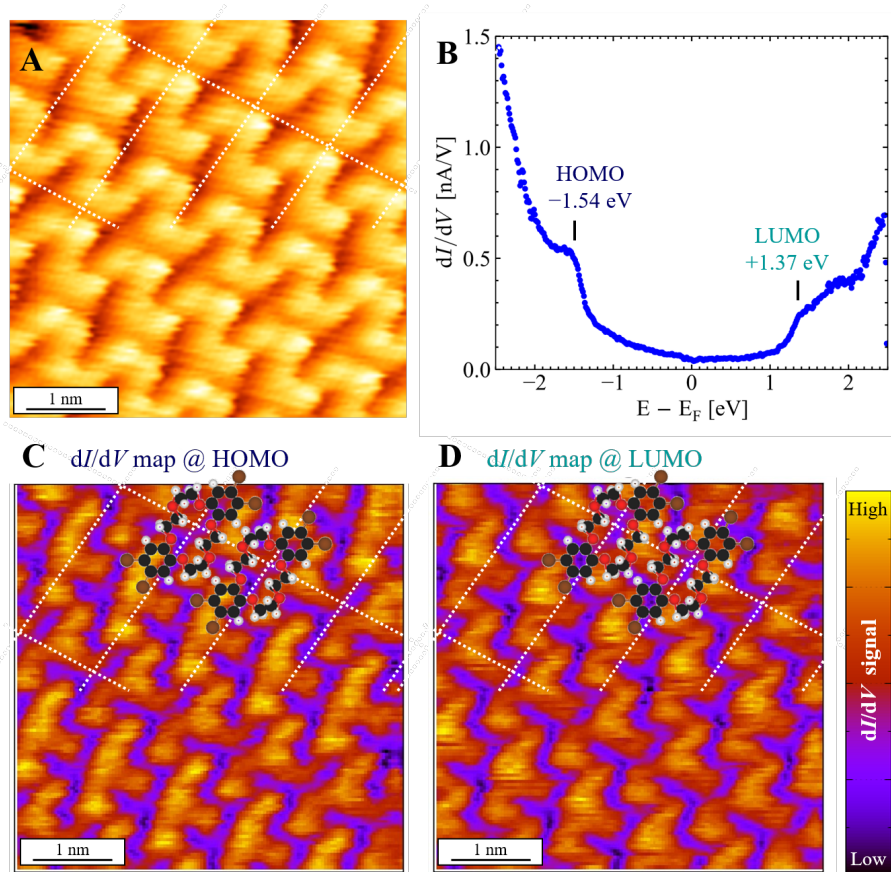 A
1 nm
B
1.5
1.0
0.5
0.0
dI/dV [nA/V]
HOMO
−1.54 eV
LUMO
+1.37 eV
−2
−1
0
1
2
E − E_F [eV]
C dI/dV map @ HOMO
1 nm
D dI/dV map @ LUMO
1 nm
High
dI/dV signal
Low